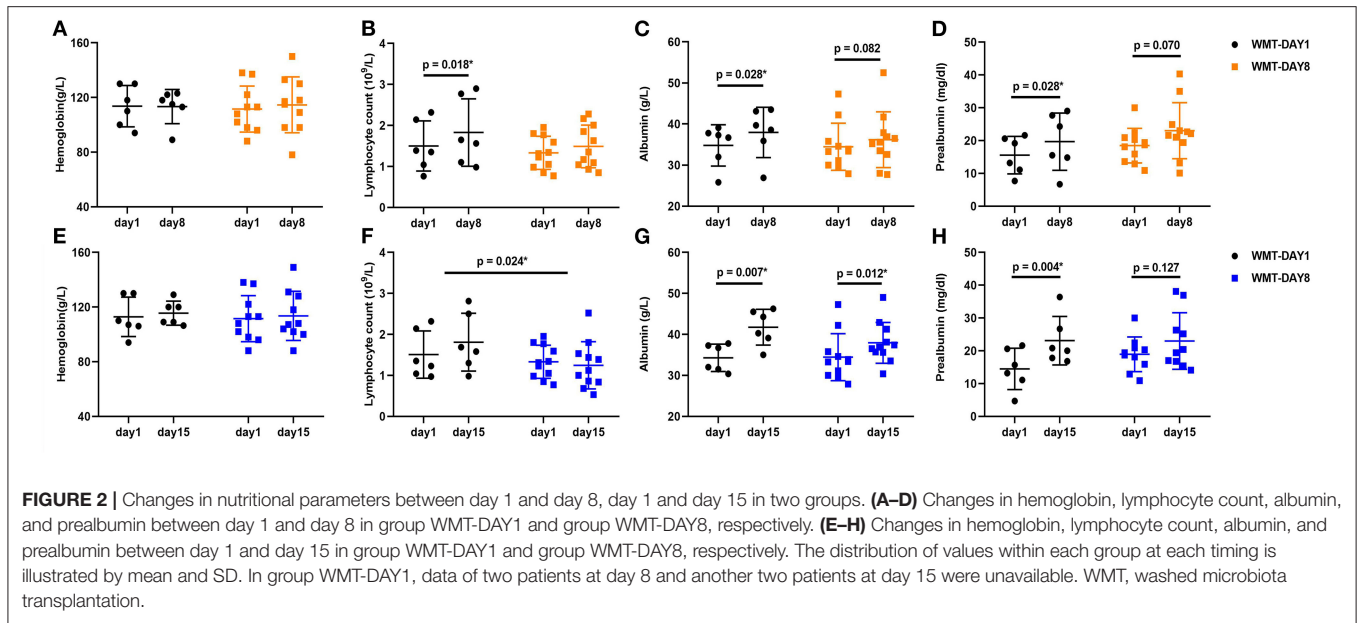 A
Hemoglobin(g/L)
160
120
80
40
day1 day8 day1 day8
B
Lymphocyte count (10⁹/L)
4
3
2
1
0
p = 0.018*
day1 day8 day1 day8
C
Albumin (g/L)
60
50
40
30
20
p = 0.028*
p = 0.082
day1 day8 day1 day8
D
Prealbumin (mg/dl)
50
40
30
20
10
0
p = 0.028*
p = 0.070
day1 day8 day1 day8
WMT-DAY1
WMT-DAY8
E
Hemoglobin(g/L)
160
120
80
40
day1 day15 day1 day15
F
Lymphocyte count (10⁹/L)
4
3
2
1
0
p = 0.024*
day1 day15 day1 day15
G
Albumin (g/L)
60
50
40
30
20
p = 0.007*
p = 0.012*
day1 day15 day1 day15
H
Prealbumin (mg/dl)
50
40
30
20
10
0
p = 0.004*
p = 0.127
day1 day15 day1 day15
WMT-DAY1
WMT-DAY8
FIGURE 2 | Changes in nutritional parameters between day 1 and day 8, day 1 and day 15 in two groups. (A–D) Changes in hemoglobin, lymphocyte count, albumin,
and prealbumin between day 1 and day 8 in group WMT-DAY1 and group WMT-DAY8, respectively. (E–H) Changes in hemoglobin, lymphocyte count, albumin, and
prealbumin between day 1 and day 15 in group WMT-DAY1 and group WMT-DAY8, respectively. The distribution of values within each group at each timing is
illustrated by mean and SD. In group WMT-DAY1, data of two patients at day 8 and another two patients at day 15 were unavailable. WMT, washed microbiota
transplantation.